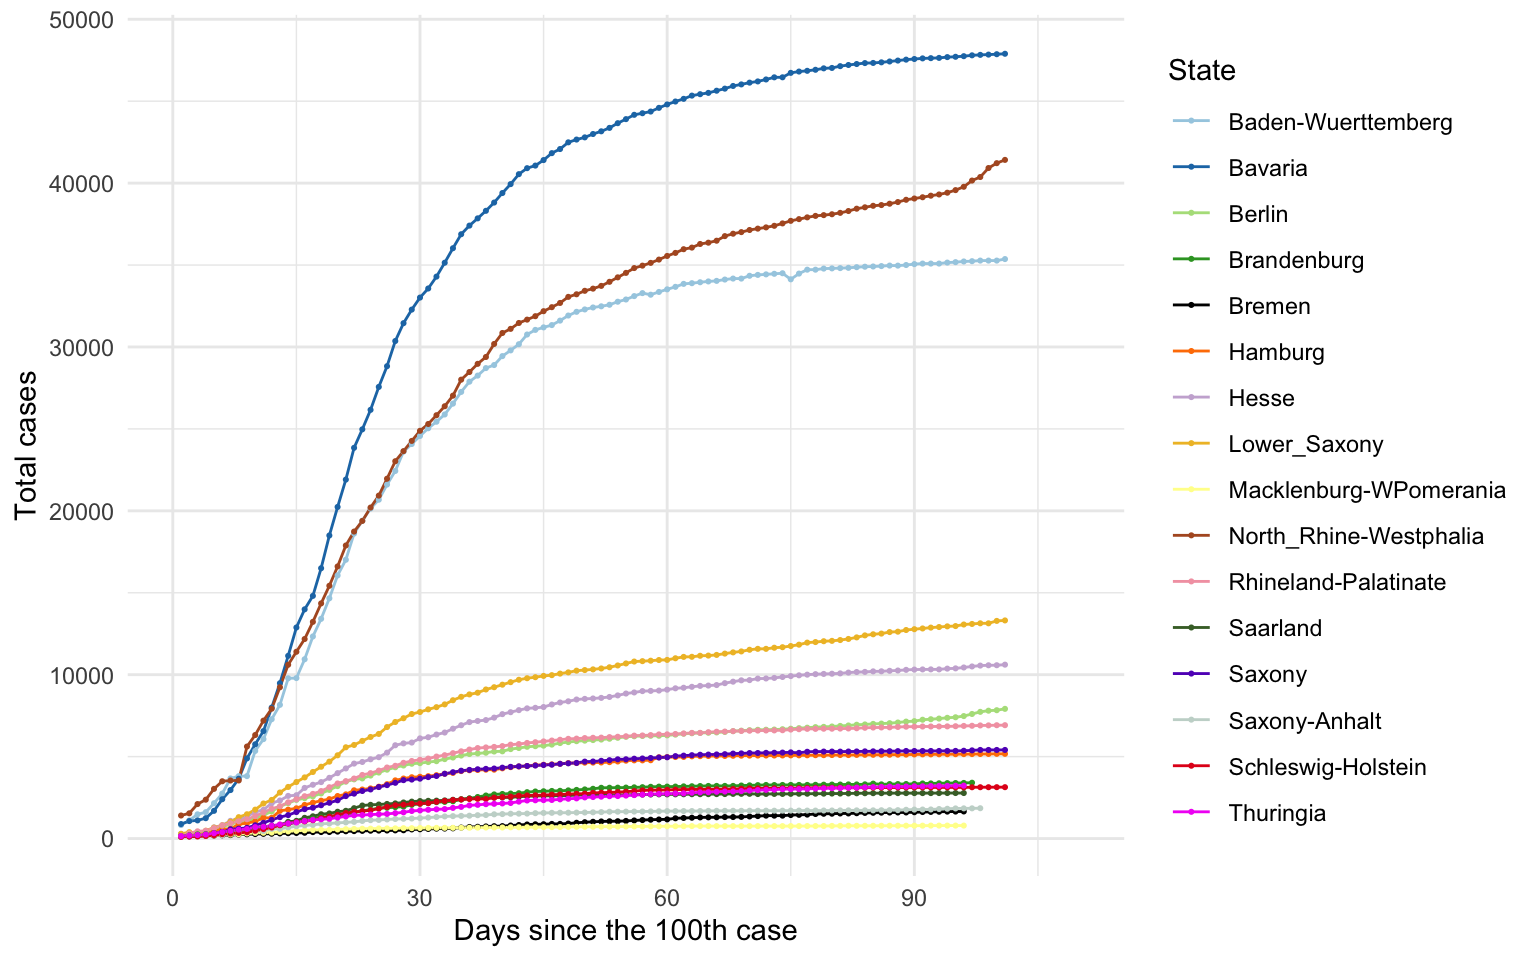 50000
40000
30000
20000
10000
0
Total cases
0 30 60 90
Days since the 100th case
State
Baden-Wuerttemberg
Bavaria
Berlin
Brandenburg
Bremen
Hamburg
Hesse
Lower_Saxony
Macklenburg-WPomerania
North_Rhine-Westphalia
Rhineland-Palatinate
Saarland
Saxony
Saxony-Anhalt
Schleswig-Holstein
Thuringia